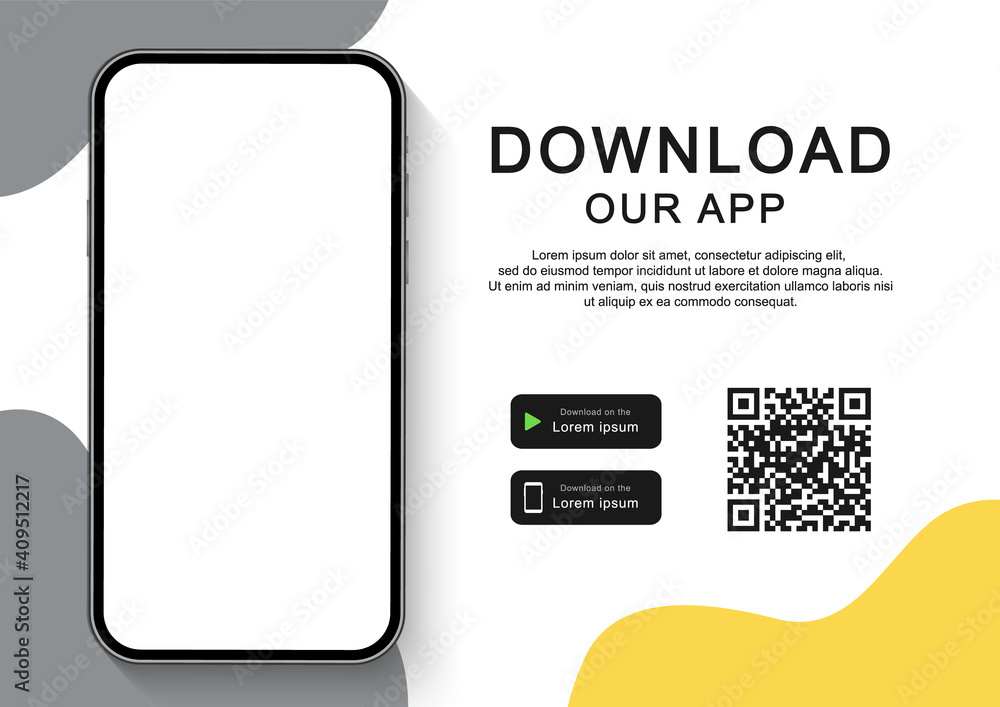 DOWNLOAD
OUR APP
Lorem ipsum dolor sit amet, consectetur adipiscing elit,
sed do eiusmod tempor incididunt ut labore et dolore magna aliqua.
Ut enim ad minim veniam, quis nostrud exercitation ullamco laboris nisi
ut aliquip ex ea commodo consequat.
Download on the
Lorem ipsum
Download on the
Lorem ipsum
Adobe Stock | #409512217